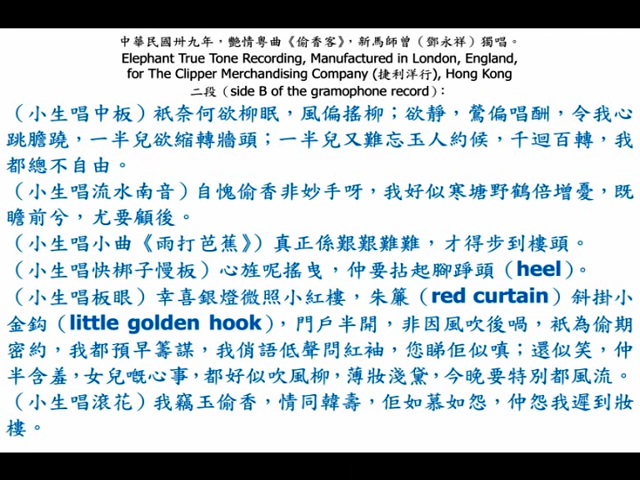 中華民國卅九年，艷情粵曲《偷香客》，新馬師曾（鄧永祥）獨唱。
Elephant True Tone Recording, Manufactured in London, England,
for The Clipper Merchandising Company (捷利洋行), Hong Kong
二段（side B of the gramophone record）：
（小生唱中板）衹奈何欲柳眠，風偏搖柳；欲靜，鶯偏唱酬，令我心
跳膽蹺，一半兒欲縮轉牆頭；一半兒又難忘玉人約候，千迴百轉，我
都總不自由。
（小生唱流水南音）自愧偷香非妙手呀，我好似寒塘野鶴倍增憂，既
瞻前兮，尤要顧後。
（小生唱小曲《雨打芭蕉》）真正係艱艱難難，才得步到樓頭。
（小生唱快梆子慢板）心旌呢搖曳，仲要拈起腳踭頭（heel）。
（小生唱板眼）幸喜銀燈微照小紅樓，朱簾（red curtain）斜掛小
金鈎（little golden hook），門戶半開，非因風吹後喎，衹為偷期
密約，我都預早籌謀，我俏語低聲問紅袖，您睇佢似嗔；還似笑，仲
半含羞，女兒嘅心事，都好似吹風柳，薄妝淺黛，今晚要特別都風流。
（小生唱滾花）我竊玉偷香，情同韓壽，佢如慕如怨，仲怨我遲到妝
樓。